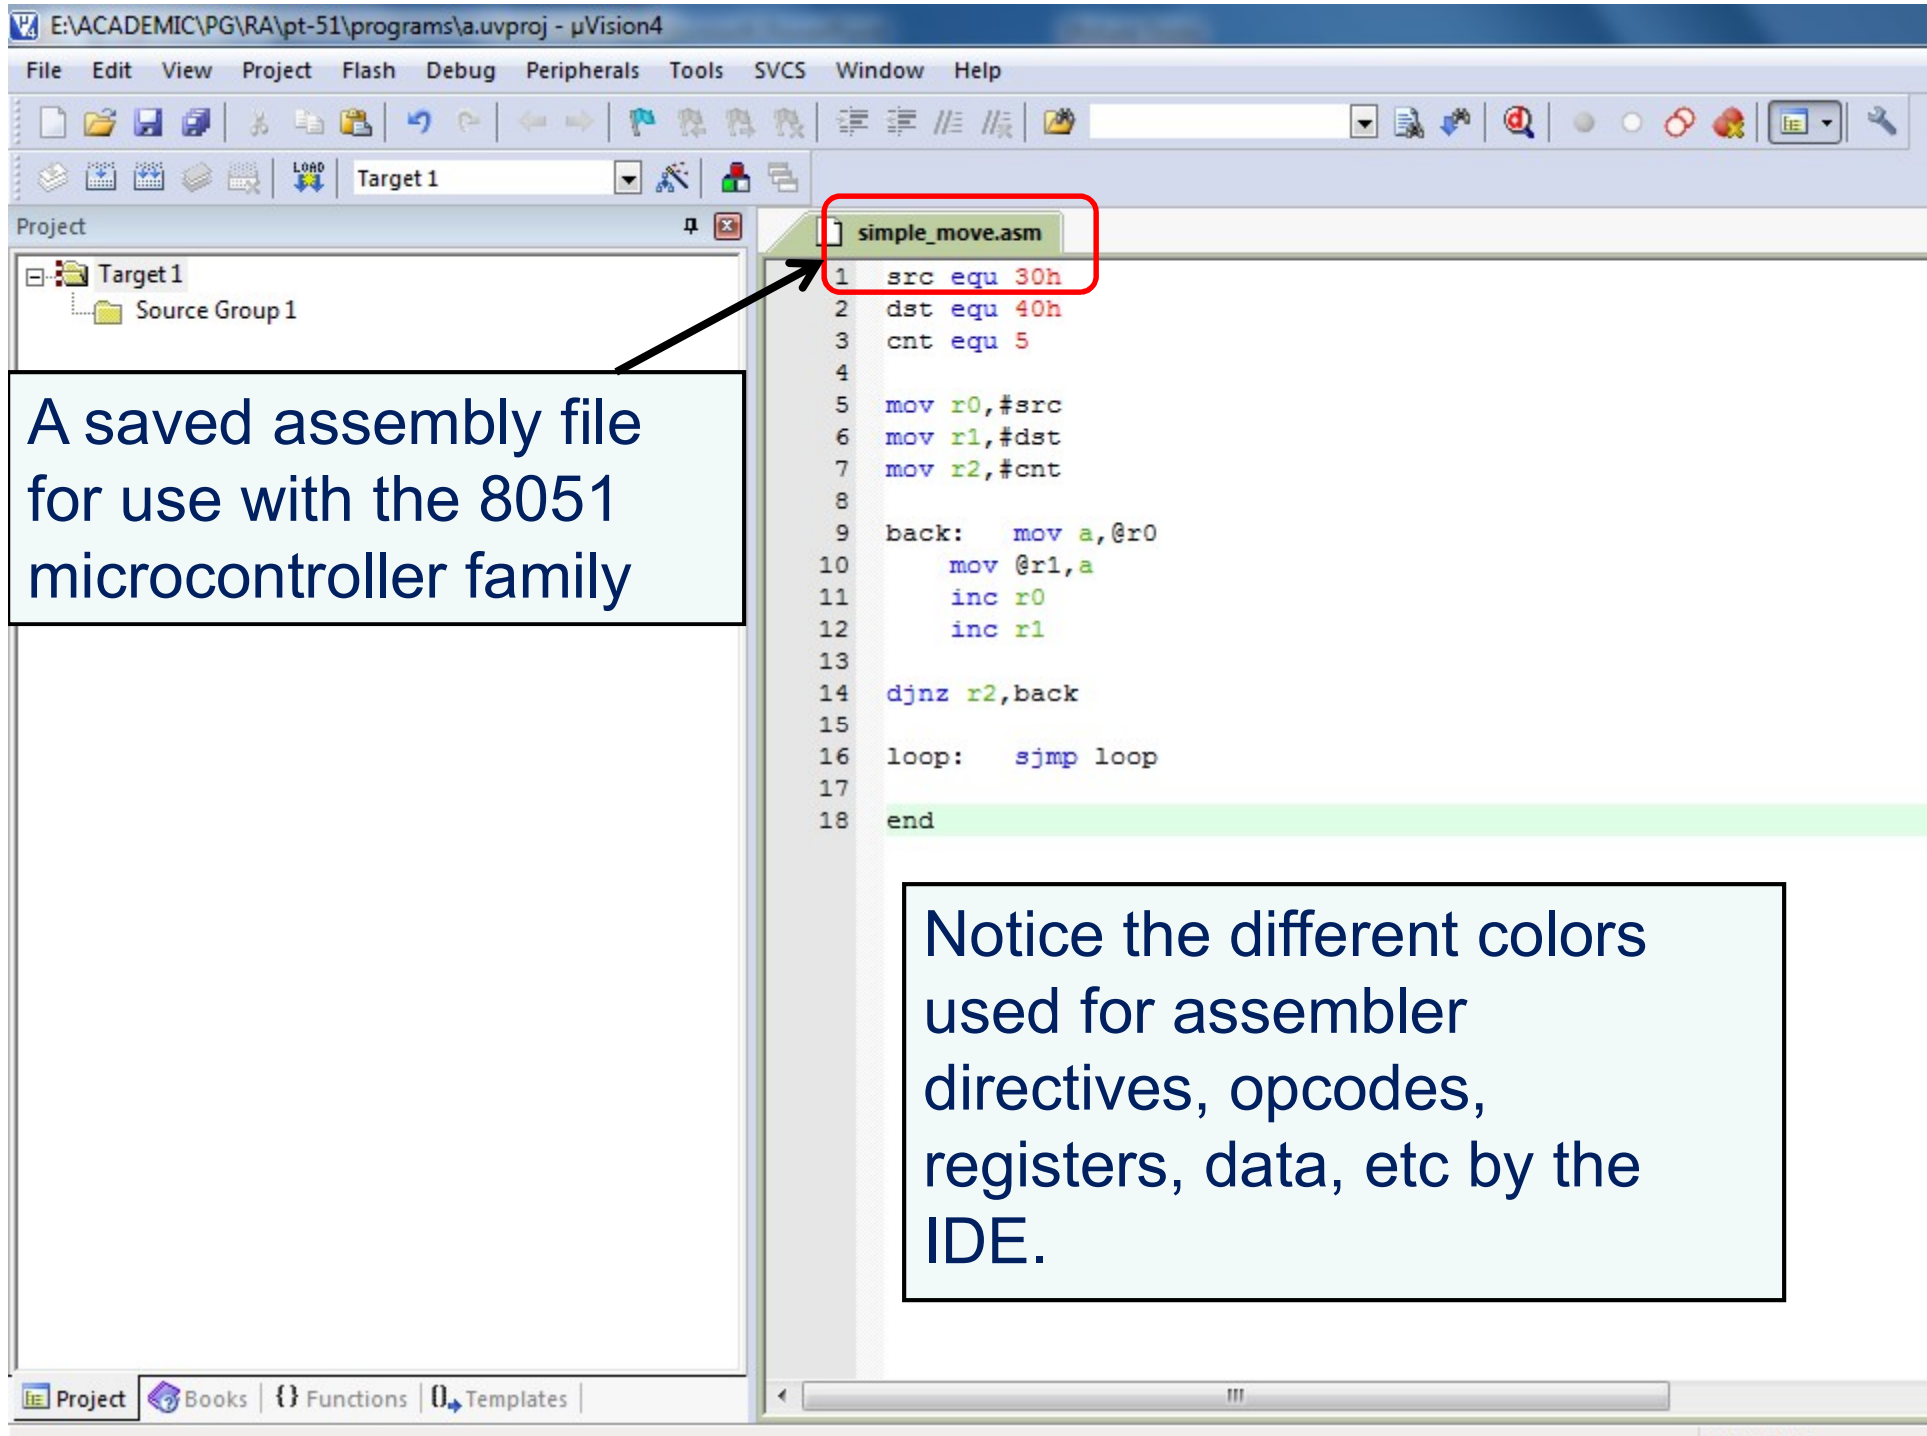 E:\ACADEMIC\PG\RA\pt-51\programs\a.uvproj - µVision4
File Edit View Project Flash Debug Peripherals Tools SVCS Window Help
LOAD
Target 1
Project
Target 1
Source Group 1
A saved assembly file
for use with the 8051
microcontroller family
simple_move.asm
1 src equ 30h
2 dst equ 40h
3 cnt equ 5
4
5 mov r0,#src
6 mov r1,#dst
7 mov r2,#cnt
8
9 back: mov a,@r0
10 mov @r1,a
11 inc r0
12 inc r1
13
14 djnz r2,back
15
16 loop: sjmp loop
17
18 end
Notice the different colors
used for assembler
directives, opcodes,
registers, data, etc by the
IDE.
Project Books {} Functions 0 Templates